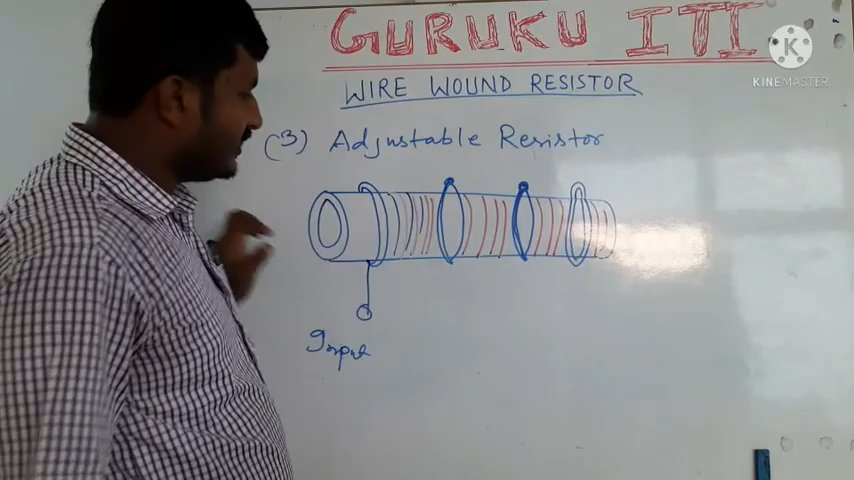 GURUKU ITI
K
KINEMASTER
WIRE WOUND RESISTOR
(3) Adjustable Resistor
Input